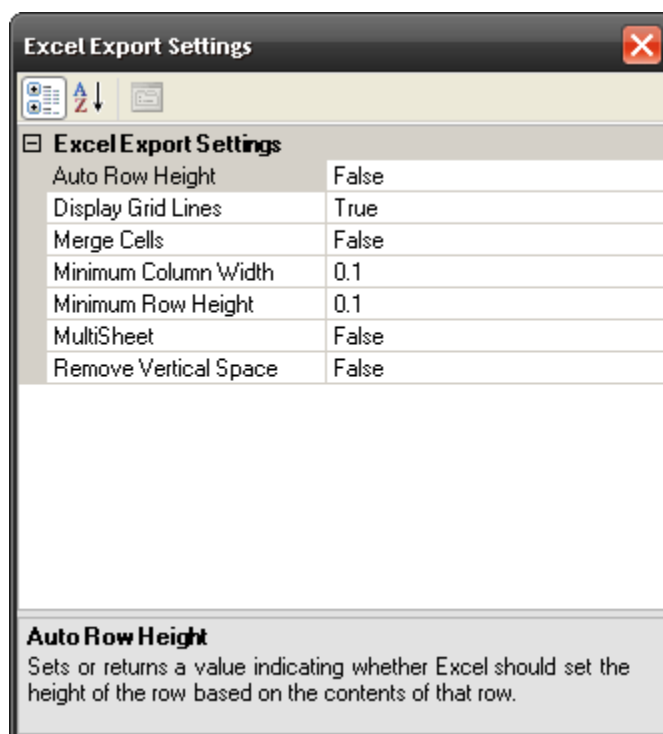 Excel Export Settings
A
Z
Excel Export Settings
Auto Row Height False
Display Grid Lines True
Merge Cells False
Minimum Column Width 0.1
Minimum Row Height 0.1
MultiSheet False
Remove Vertical Space False
Auto Row Height
Sets or returns a value indicating whether Excel should set the
height of the row based on the contents of that row.